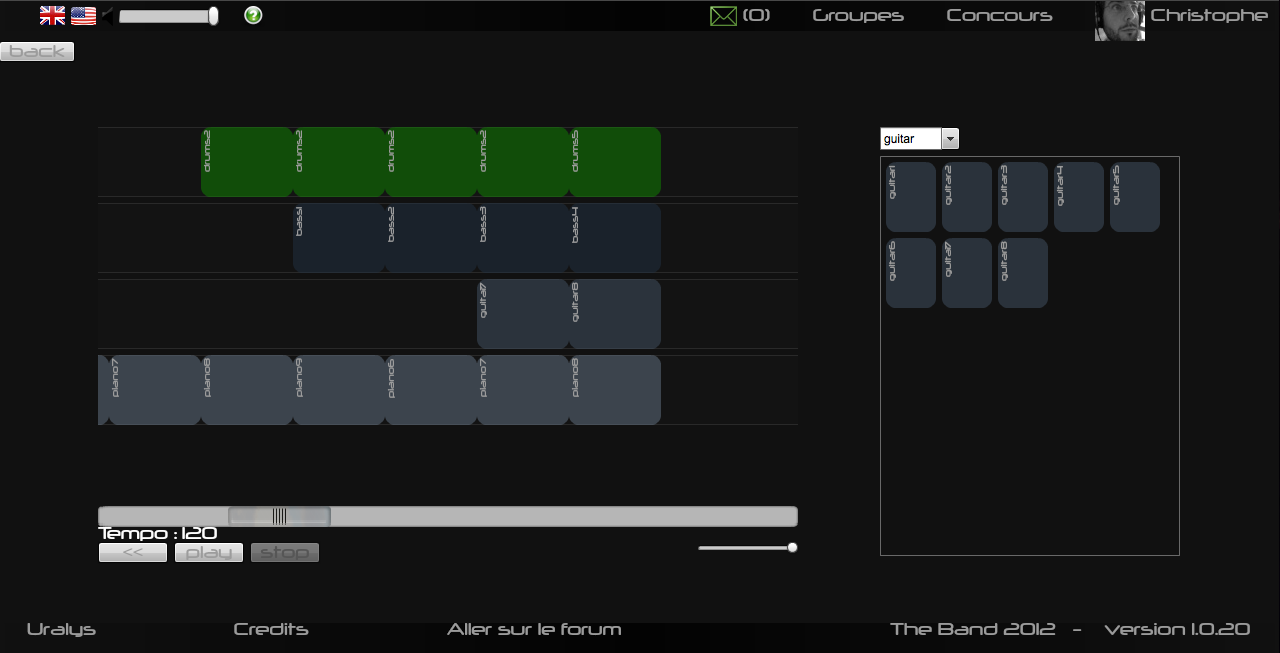 (0) Groupes Concours Christophe
back
guitar
drums2 drums2 drums2 drums2 drums5
guitar1 guitar2 guitar3 guitar4 guitar5
bass1 bass2 bass3 bass4
guitar6 guitar7 guitar8
guitar7 guitar8
piano7 piano8 piano9 piano6 piano7 piano8
Tempo : 120
<< play stop
Uralys Credits Aller sur le forum The Band 2012 - version 1.0.20